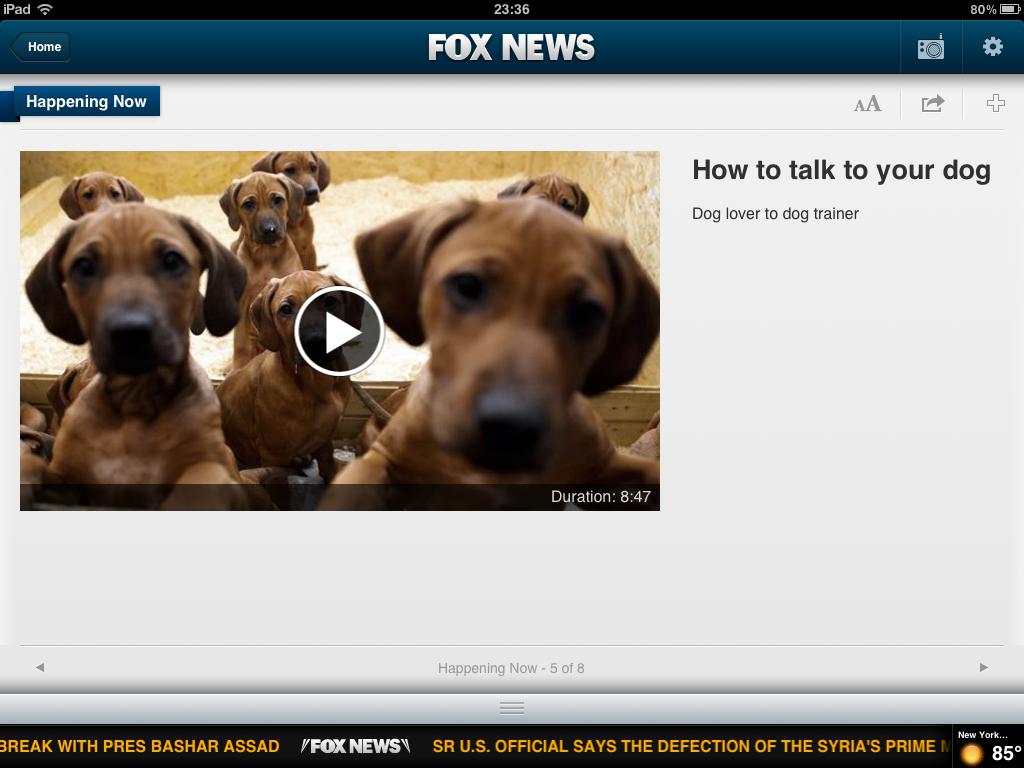 iPad 23:36 80%
Home FOX NEWS
Happening Now AA
How to talk to your dog
Dog lover to dog trainer
Duration: 8:47
Happening Now - 5 of 8
BREAK WITH PRES BASHAR ASSAD FOX NEWS SR U.S. OFFICIAL SAYS THE DEFECTION OF THE SYRIA'S PRIME
New York...
85°